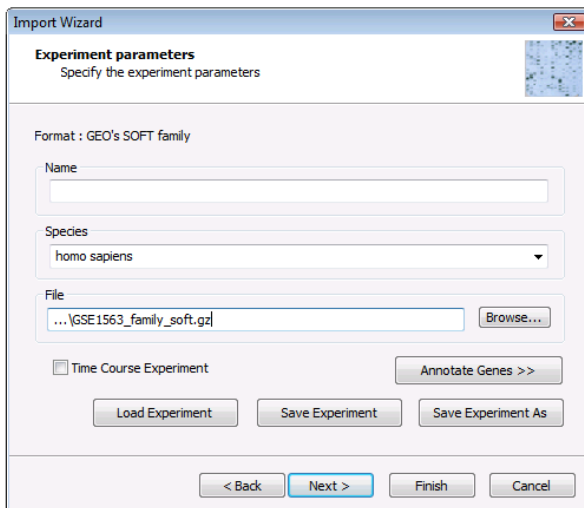 Import Wizard
Experiment parameters
Specify the experiment parameters
Format : GEO's SOFT family
Name
Species
homo sapiens
File
...\GSE1563_family_soft.gz
Browse...
Time Course Experiment
Annotate Genes >>
Load Experiment
Save Experiment
Save Experiment As
< Back
Next >
Finish
Cancel